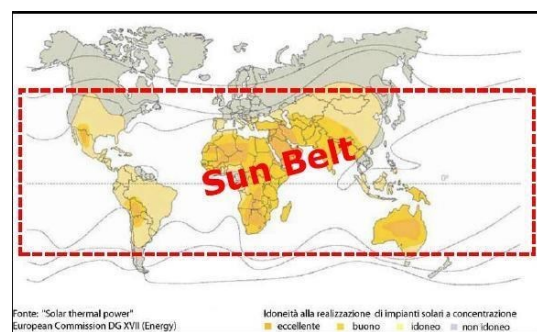 Sun Belt
0°
Fonte: "Solar thermal power"
European Commission DG XVII (Energy)
Idoneità alla realizzazione di impianti solari a concentrazione
eccellente buono idoneo non idoneo